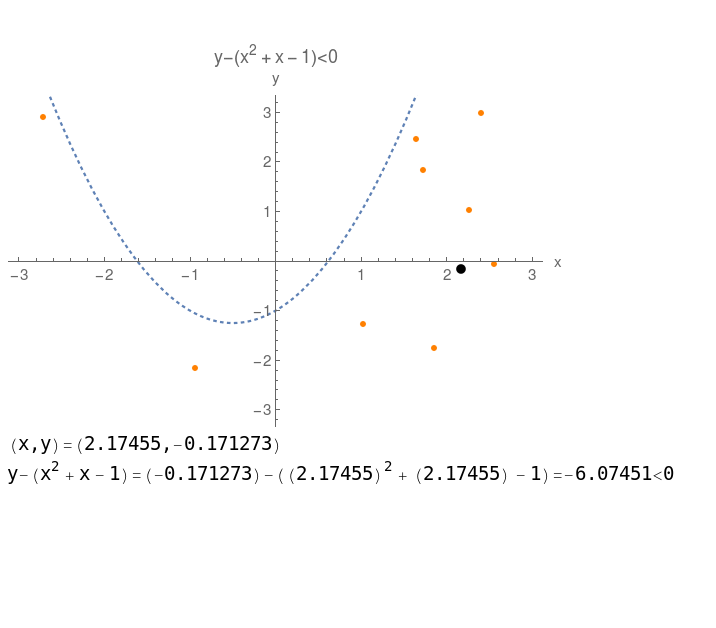 y−(x² + x − 1)<0
y
3
2
1
−3 −2 −1 1 2 3 x
−1
−2
−3
(x,y) = (2.17455,−0.171273)
y− (x² + x − 1) = (−0.171273) − ( (2.17455)² + (2.17455) − 1) =−6.07451<0